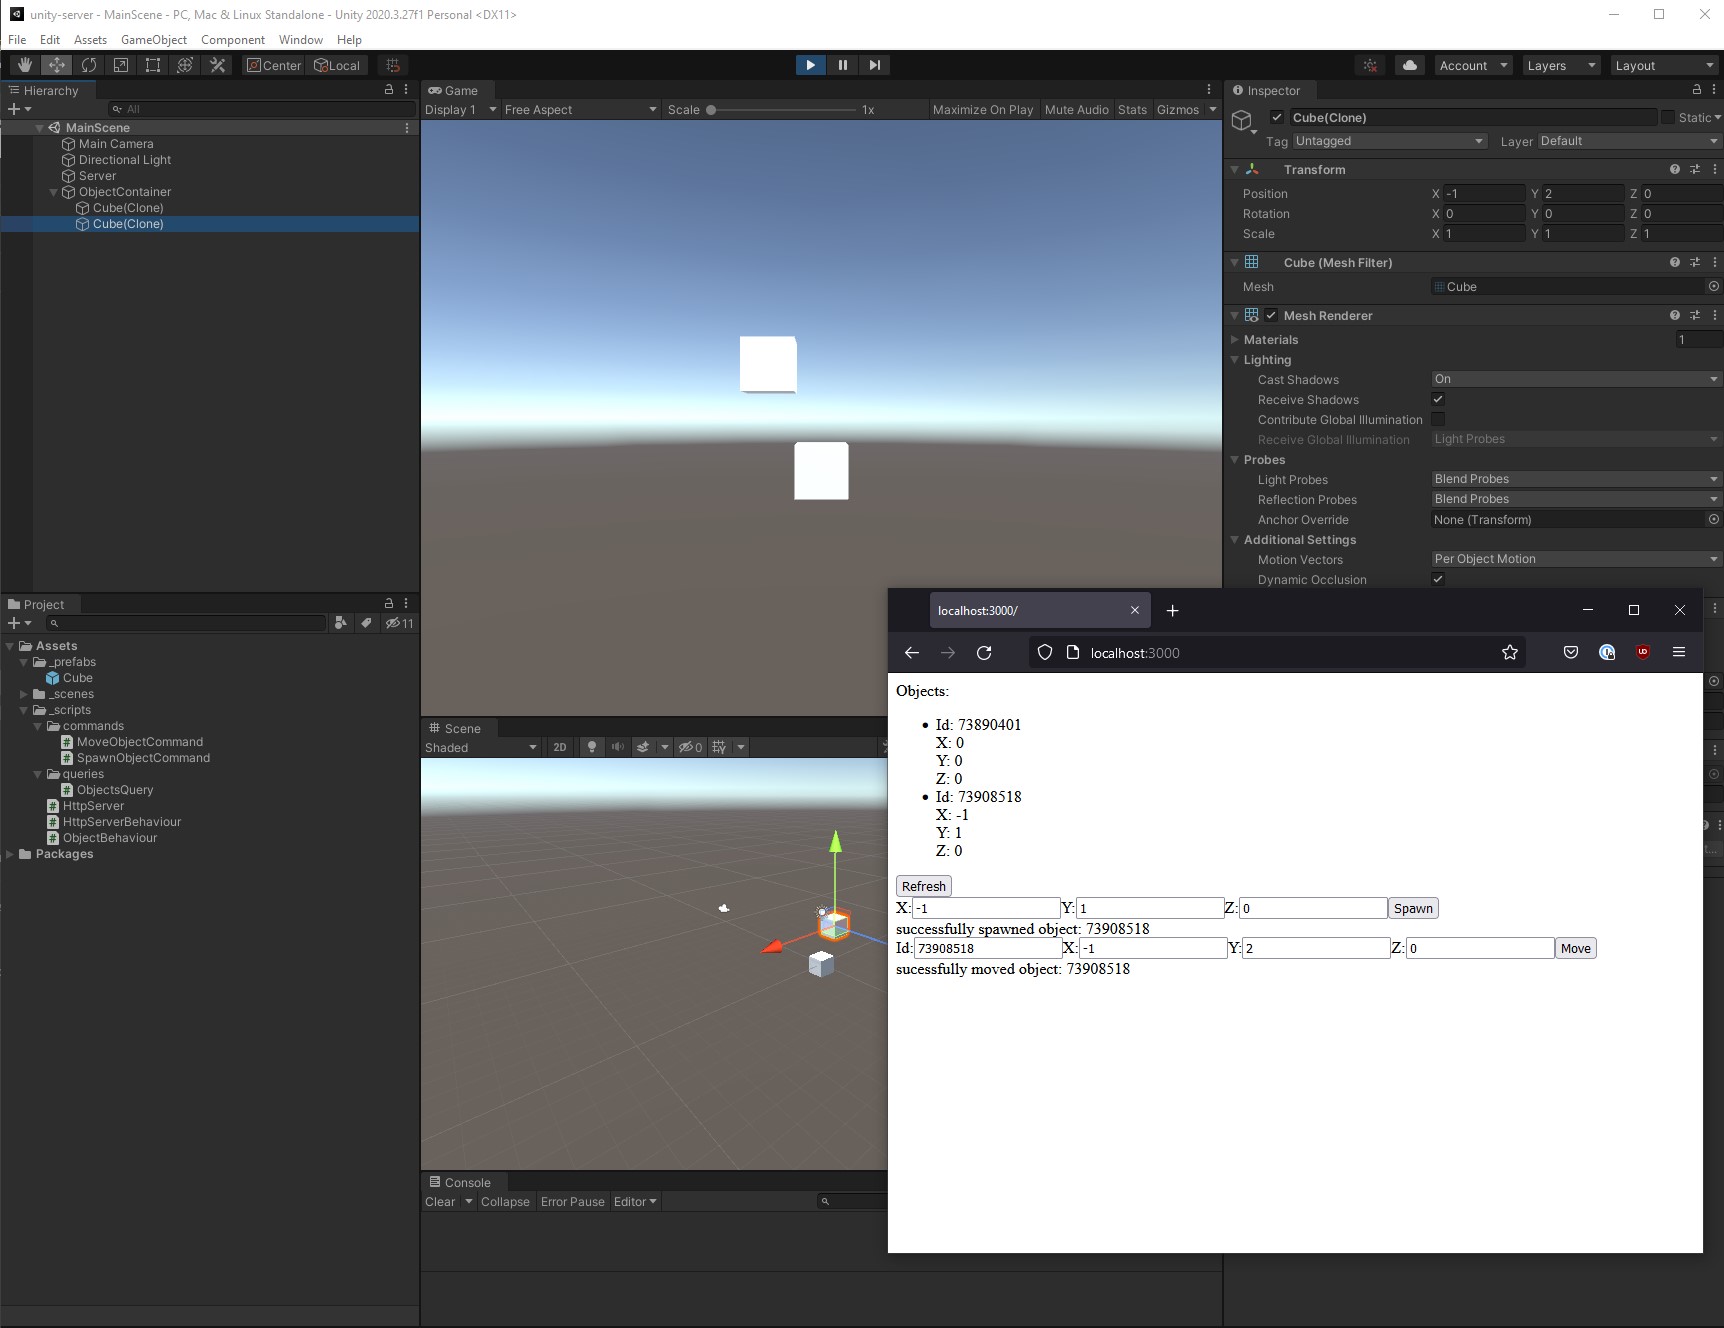 unity-server - MainScene - PC, Mac & Linux Standalone - Unity 2020.3.27f1 Personal <DX11>
File Edit Assets GameObject Component Window Help
Center Local
Account Layers Layout
Hierarchy
All
MainScene
Main Camera
Directional Light
Server
ObjectContainer
Cube(Clone)
Cube(Clone)
Game
Display 1 Free Aspect Scale 1x Maximize On Play Mute Audio Stats Gizmos
Inspector
Cube(Clone) Static
Tag Untagged Layer Default
Transform
Position X -1 Y 2 Z 0
Rotation X 0 Y 0 Z 0
Scale X 1 Y 1 Z 1
Cube (Mesh Filter)
Mesh Cube
Mesh Renderer
Materials 1
Lighting
Cast Shadows On
Receive Shadows
Contribute Global Illumination
Receive Global Illumination Light Probes
Probes
Light Probes Blend Probes
Reflection Probes Blend Probes
Anchor Override None (Transform)
Additional Settings
Motion Vectors Per Object Motion
Dynamic Occlusion
Project
11
Assets
_prefabs
Cube
_scenes
_scripts
commands
MoveObjectCommand
SpawnObjectCommand
queries
ObjectsQuery
HttpServer
HttpServerBehaviour
ObjectBehaviour
Packages
Scene
Shaded 2D 0
Console
Clear Collapse Error Pause Editor
localhost:3000/
localhost:3000
Objects:
Id: 73890401
X: 0
Y: 0
Z: 0
Id: 73908518
X: -1
Y: 1
Z: 0
Refresh
X: -1 Y: 1 Z: 0 Spawn
successfully spawned object: 73908518
Id: 73908518 X: -1 Y: 2 Z: 0 Move
sucessfully moved object: 73908518